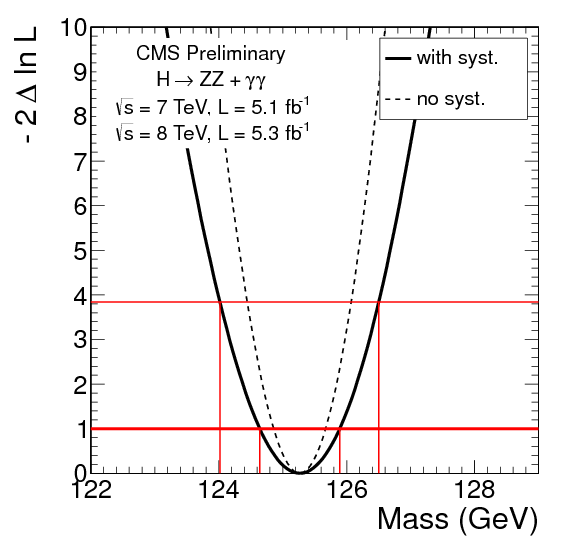 - 2 Δ ln L
10
9
8
7
6
5
4
3
2
1
0
CMS Preliminary
H → ZZ + γγ
√s = 7 TeV, L = 5.1 fb⁻¹
√s = 8 TeV, L = 5.3 fb⁻¹
with syst.
no syst.
122 124 126 128
Mass (GeV)